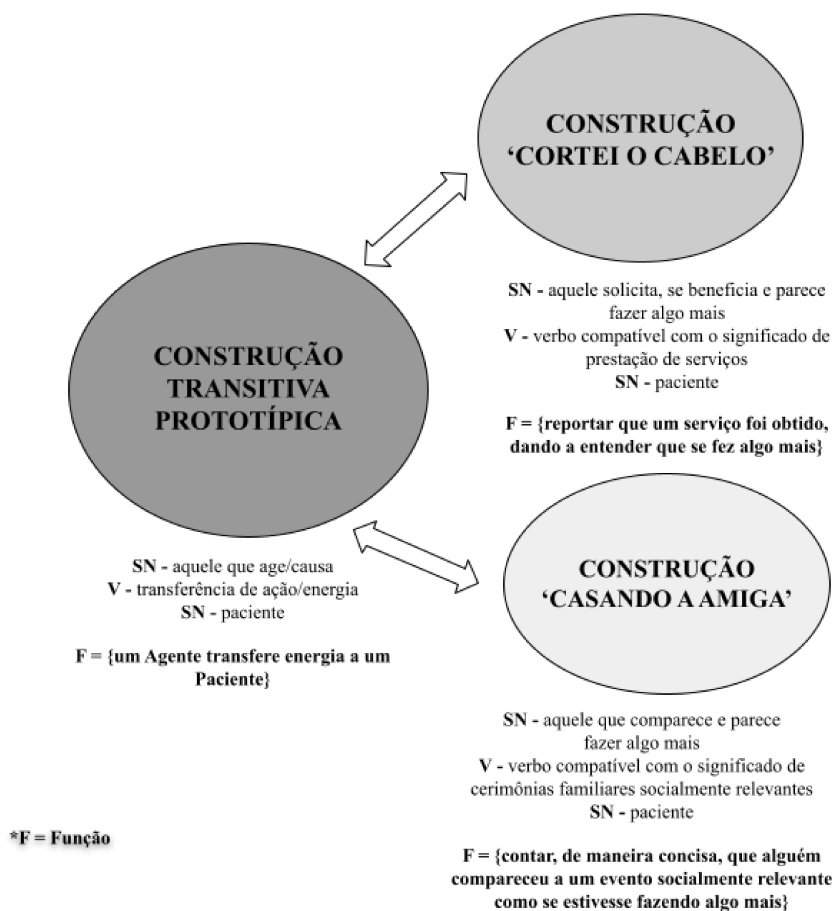 CONSTRUÇÃO
‘CORTEI O CABELO’
SN - aquele solicita, se beneficia e parece
fazer algo mais
V - verbo compatível com o significado de
prestação de serviços
SN - paciente
F = {reportar que um serviço foi obtido,
dando a entender que se fez algo mais}
CONSTRUÇÃO
TRANSITIVA
PROTOTÍPICA
SN - aquele que age/causa
V - transferência de ação/energia
SN - paciente
F = {um Agente transfere energia a um
Paciente}
CONSTRUÇÃO
‘CASANDO A AMIGA’
SN - aquele que comparece e parece
fazer algo mais
V - verbo compatível com o significado de
cerimônias familiares socialmente relevantes
SN - paciente
F = {contar, de maneira concisa, que alguém
compareceu a um evento socialmente relevante
como se estivesse fazendo algo mais}
*F = Função